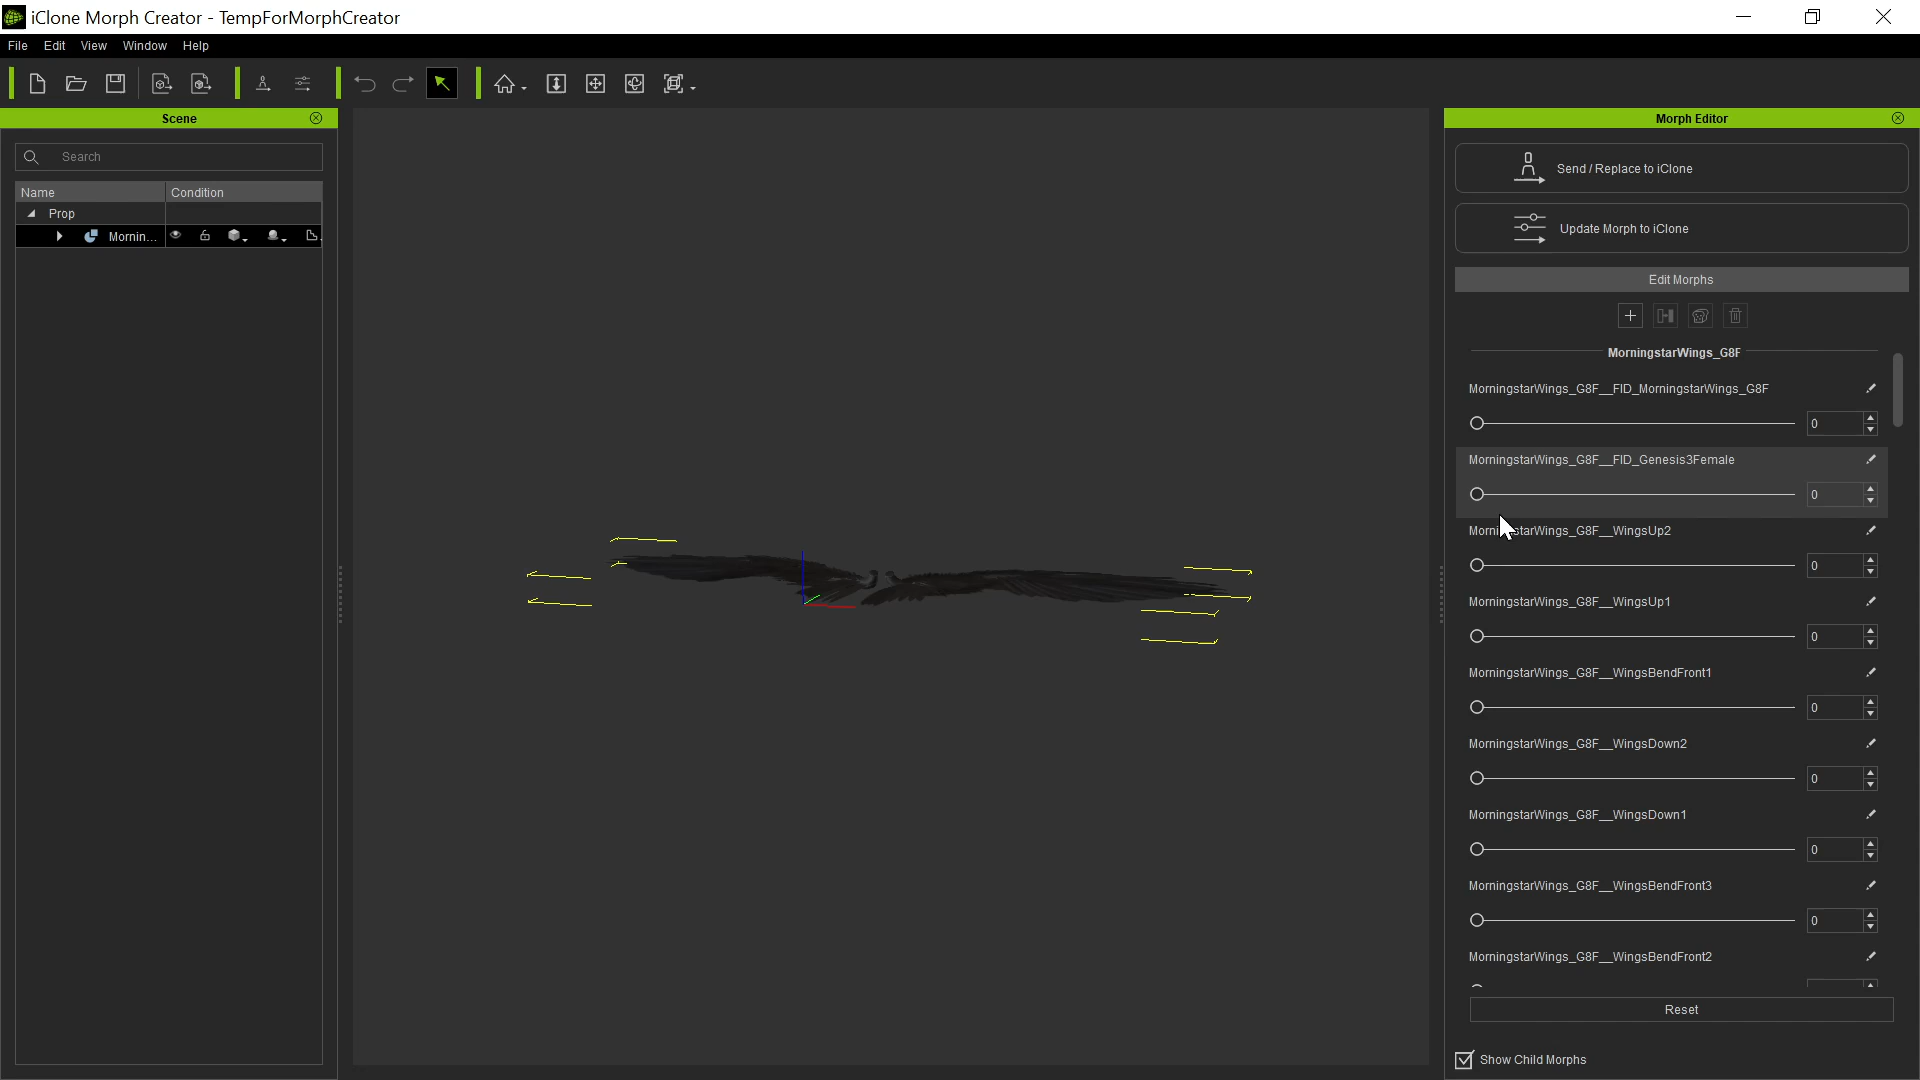 iClone Morph Creator - TempForMorphCreator
File Edit View Window Help
Scene
Search
Name Condition
Prop
Mornin...
Morph Editor
Send / Replace to iClone
Update Morph to iClone
Edit Morphs
MorningstarWings_G8F
MorningstarWings_G8F__FID_MorningstarWings_G8F
0
MorningstarWings_G8F__FID_Genesis3Female
0
MorningstarWings_G8F__WingsUp2
0
MorningstarWings_G8F__WingsUp1
0
MorningstarWings_G8F__WingsBendFront1
0
MorningstarWings_G8F__WingsDown2
0
MorningstarWings_G8F__WingsDown1
0
MorningstarWings_G8F__WingsBendFront3
0
MorningstarWings_G8F__WingsBendFront2
Reset
Show Child Morphs